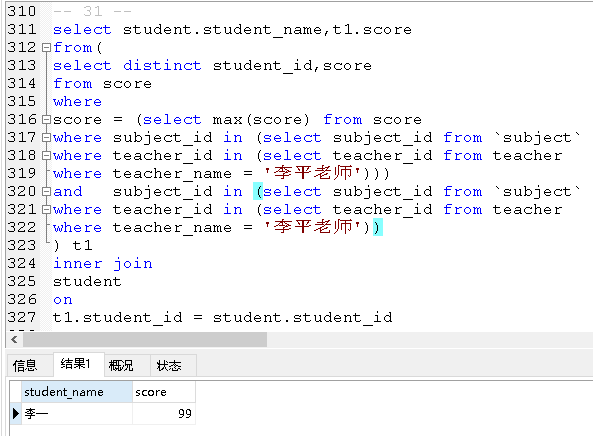 310 -- 31 --
311 select student.student_name,t1.score
312 from(
313 select distinct student_id,score
314 from score
315 where
316 score = (select max(score) from score
317 where subject_id in (select subject_id from `subject`
318 where teacher_id in (select teacher_id from teacher
319 where teacher_name = '李平老师')))
320 and   subject_id in (select subject_id from `subject`
321 where teacher_id in (select teacher_id from teacher
322 where teacher_name = '李平老师'))
323 ) t1
324 inner join
325 student
326 on
327 t1.student_id = student.student_id
信息 结果1 概况 状态
student_name score
李一 99